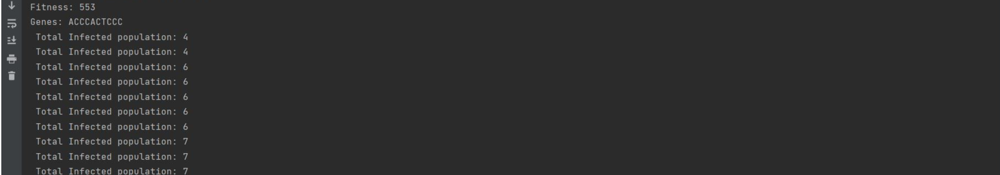 Fitness: 553
Genes: ACCCACTCCC
Total Infected population: 4
Total Infected population: 4
Total Infected population: 6
Total Infected population: 6
Total Infected population: 6
Total Infected population: 6
Total Infected population: 6
Total Infected population: 7
Total Infected population: 7
Total Infected population: 7